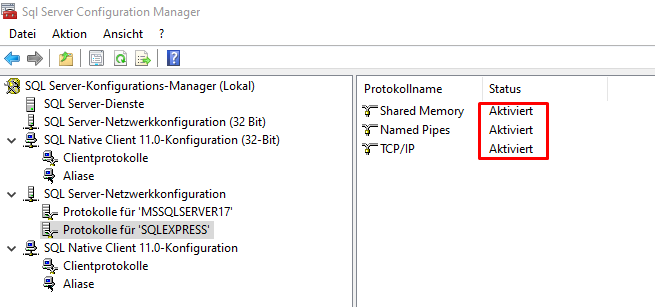 Sql Server Configuration Manager
Datei Aktion Ansicht ?
SQL Server-Konfigurations-Manager (Lokal)
SQL Server-Dienste
SQL Server-Netzwerkkonfiguration (32 Bit)
SQL Native Client 11.0-Konfiguration (32-Bit)
Clientprotokolle
Aliase
SQL Server-Netzwerkkonfiguration
Protokolle für 'MSSQLSERVER17'
Protokolle für 'SQLEXPRESS'
SQL Native Client 11.0-Konfiguration
Clientprotokolle
Aliase
Protokollname Status
Shared Memory Aktiviert
Named Pipes Aktiviert
TCP/IP Aktiviert